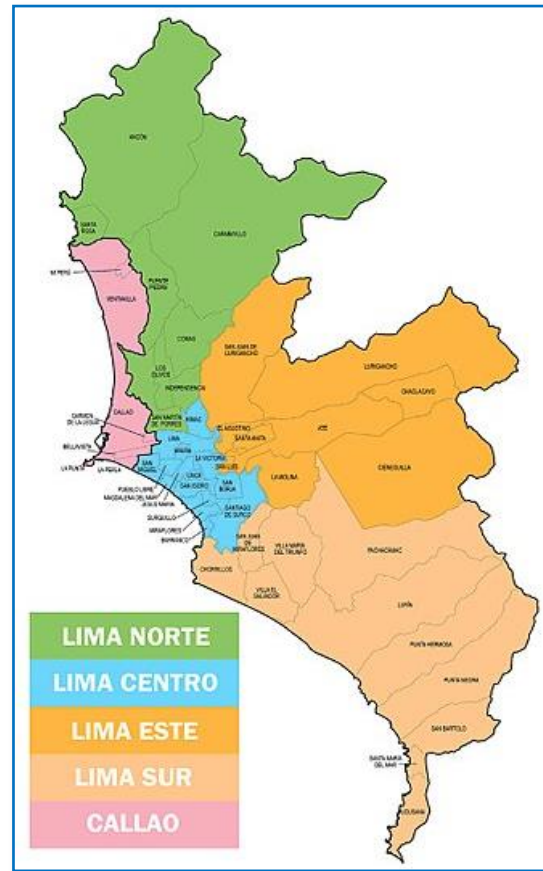 ANCÓN
CARABAYLLO
SANTA
ROSA
MI PERÚ
VENTANILLA
PUENTE
PIEDRA
COMAS
SAN JUAN DE
LURIGANCHO
LURIGANCHO
CHACLACAYO
LOS
OLIVOS
INDEPENDENCIA
CALLAO
CARMEN
DE LA LEGUA
SAN MARTÍN
DE PORRES
RIMAC
LIMA
EL AGUSTINO
SANTA ANITA
ATE
BELLAVISTA
BREÑA
LA VICTORIA
SAN LUIS
CIENEGUILLA
LA PUNTA
LA PERLA
SAN
MIGUEL
LINCE
LA MOLINA
PUEBLO LIBRE
MAGDALENA DEL MAR
JESUS MARIA
SAN ISIDRO
SAN
BORJA
SURQUILLO
SANTIAGO
DE SURCO
MIRAFLORES
BARRANCO
SAN JUAN
DE
MIRAFLORES
VILLA MARIA
DEL TRIUNFO
PACHACAMAC
CHORRILLOS
VILLA EL
SALVADOR
LURÍN
PUNTA HERMOSA
PUNTA NEGRA
SAN BARTOLO
SANTA MARIA
DEL MAR
PUCUSANA
LIMA NORTE
LIMA CENTRO
LIMA ESTE
LIMA SUR
CALLAO